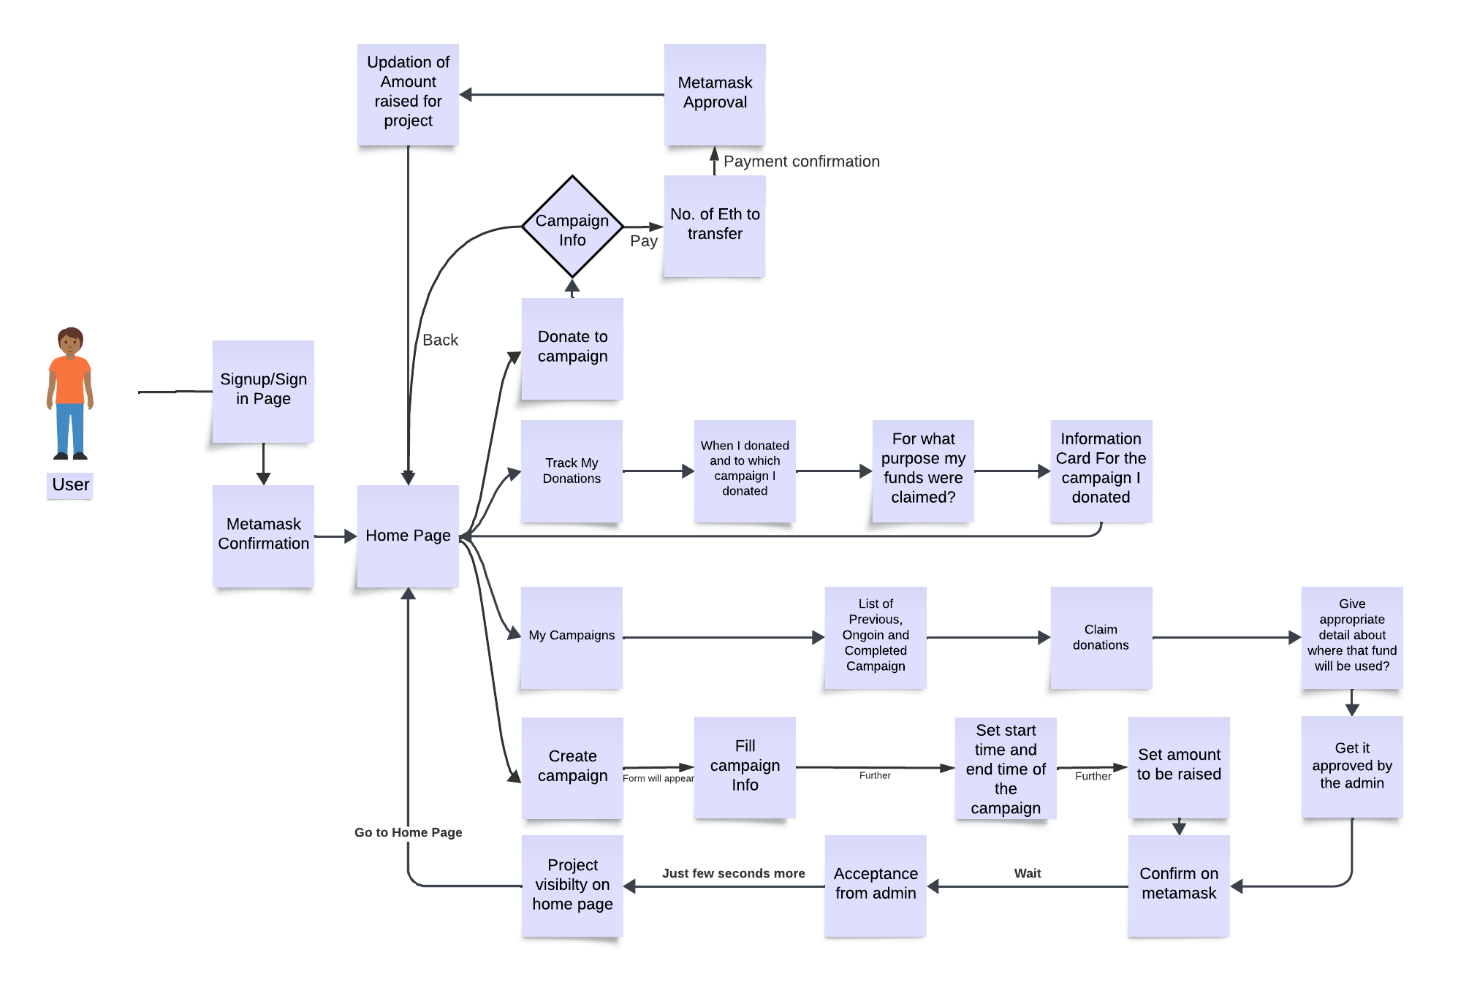 Updation of
Amount
raised for
project
Metamask
Approval
Payment confirmation
Campaign
Info
Pay
No. of Eth to
transfer
Back
Donate to
campaign
User
Signup/Sign
in Page
Metamask
Confirmation
Home Page
Track My
Donations
When I donated
and to which
campaign I
donated
For what
purpose my
funds were
claimed?
Information
Card For the
campaign I
donated
My Campaigns
List of
Previous,
Ongoin and
Completed
Campaign
Claim
donations
Give
appropriate
detail about
where that fund
will be used?
Create
campaign
Form will appear
Fill
campaign
Info
Further
Set start
time and
end time of
the
campaign
Further
Set amount
to be raised
Get it
approved by
the admin
Go to Home Page
Project
visibilty on
home page
Just few seconds more
Acceptance
from admin
Wait
Confirm on
metamask